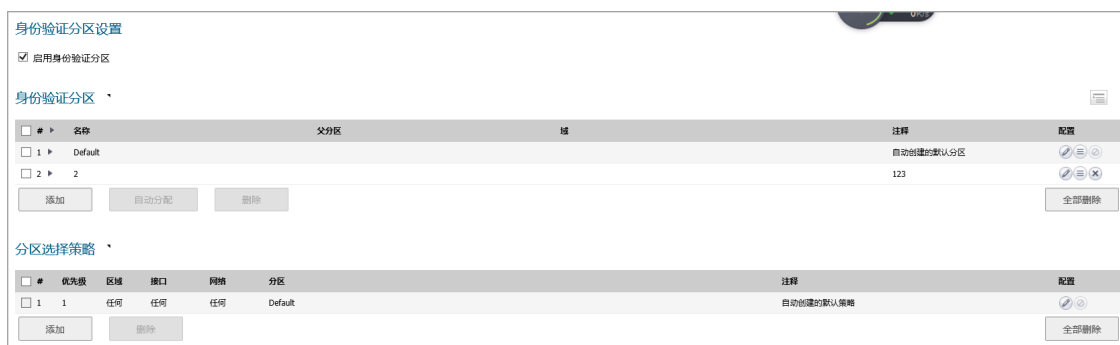 身份验证分区设置
启用身份验证分区
身份验证分区
# 名称 父分区 域 注释 配置
1 Default 自动创建的默认分区
2 2 123
添加 自动分配 删除 全部删除
分区选择策略
# 优先级 区域 接口 网络 分区 注释 配置
1 1 任何 任何 任何 Default 自动创建的默认策略
添加 删除 全部删除